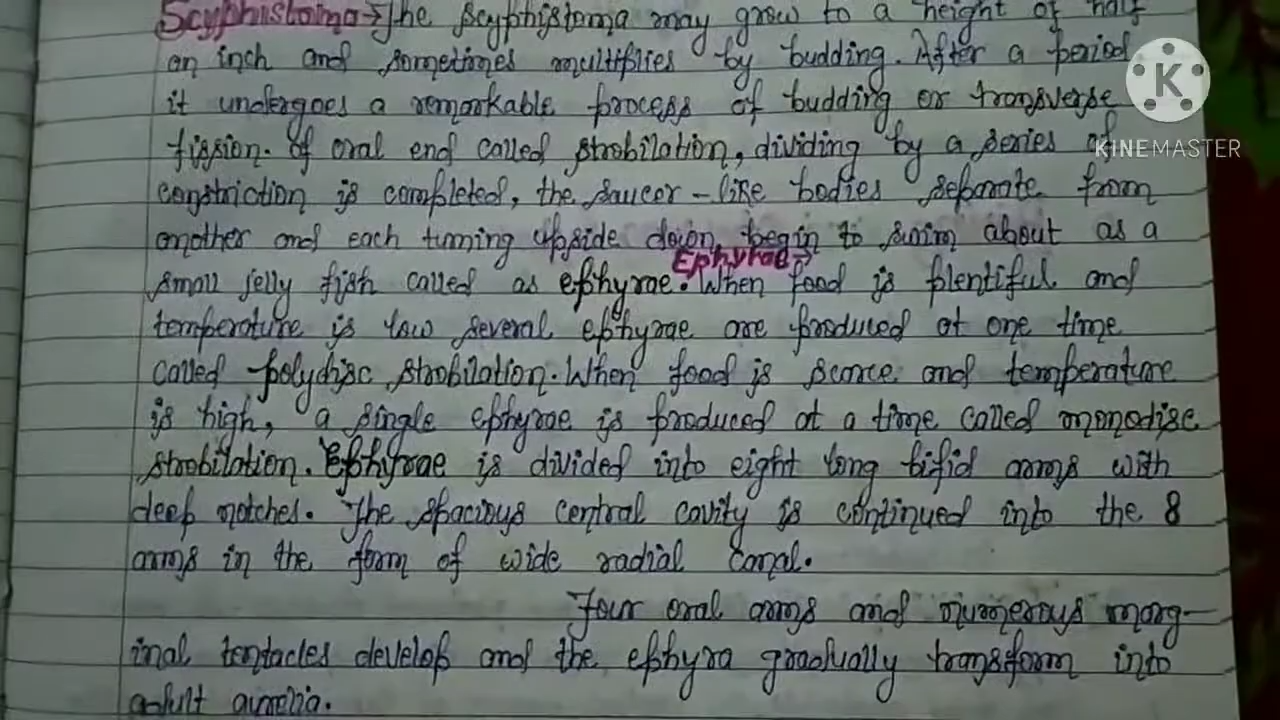 Scyphistoma→The scyphistoma may grow to a height of half
an inch and sometimes multiplies by budding. After a period
it undergoes a remarkable process of budding or transverse
fission. Of oral end called strobilation, dividing by a series of
constriction is completed, the saucer-like bodies separate from
another and each turning upside down, begin to swim about as a
Ephyrae→
small jelly fish called as ephyrae. When food is plentiful and
temperature is low several ephyrae are produced at one time
called polydisc strobilation. When food is scarce and temperature
is high, a single ephyrae is produced at a time called monodisc
strobilation. Ephyrae is divided into eight long bifid arms with
deep notches. The spacious central cavity is continued into the 8
arms in the form of wide radial canal.
Four oral arms and numerous marg-
inal tentacles develop and the ephyra gradually transform into
adult aurelia.
K
KINEMASTER